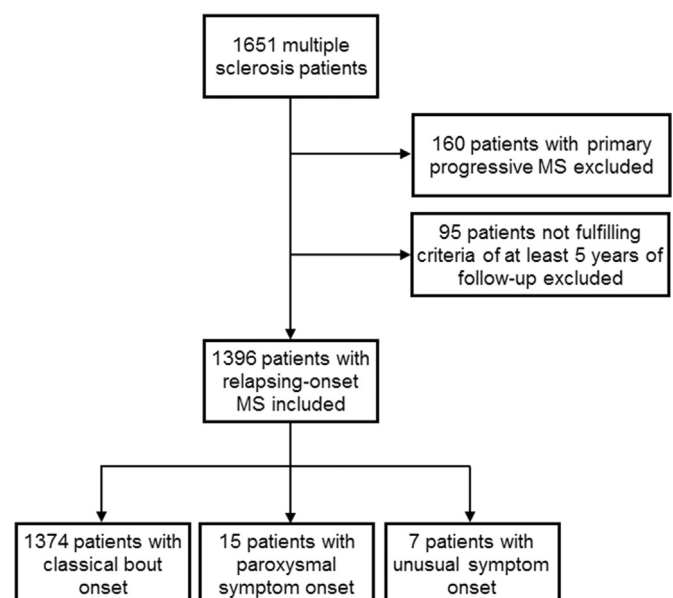 1651 multiple
sclerosis patients
160 patients with primary
progressive MS excluded
95 patients not fulfilling
criteria of at least 5 years of
follow-up excluded
1396 patients with
relapsing-onset
MS included
1374 patients with
classical bout
onset
15 patients with
paroxysmal
symptom onset
7 patients with
unusual symptom
onset